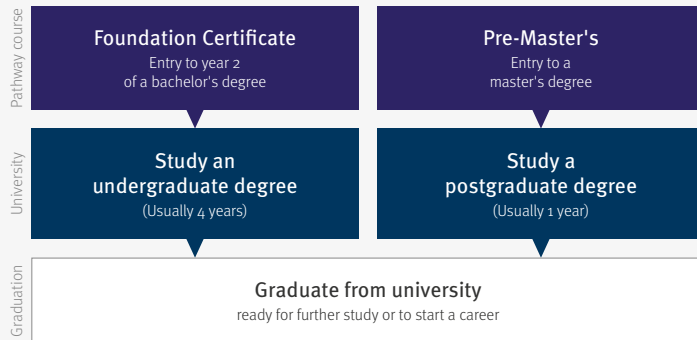 Pathway course
Foundation Certificate
Entry to year 2
of a bachelor's degree
Pre-Master's
Entry to a
master's degree
University
Study an
undergraduate degree
(Usually 4 years)
Study a
postgraduate degree
(Usually 1 year)
Graduation
Graduate from university
ready for further study or to start a career